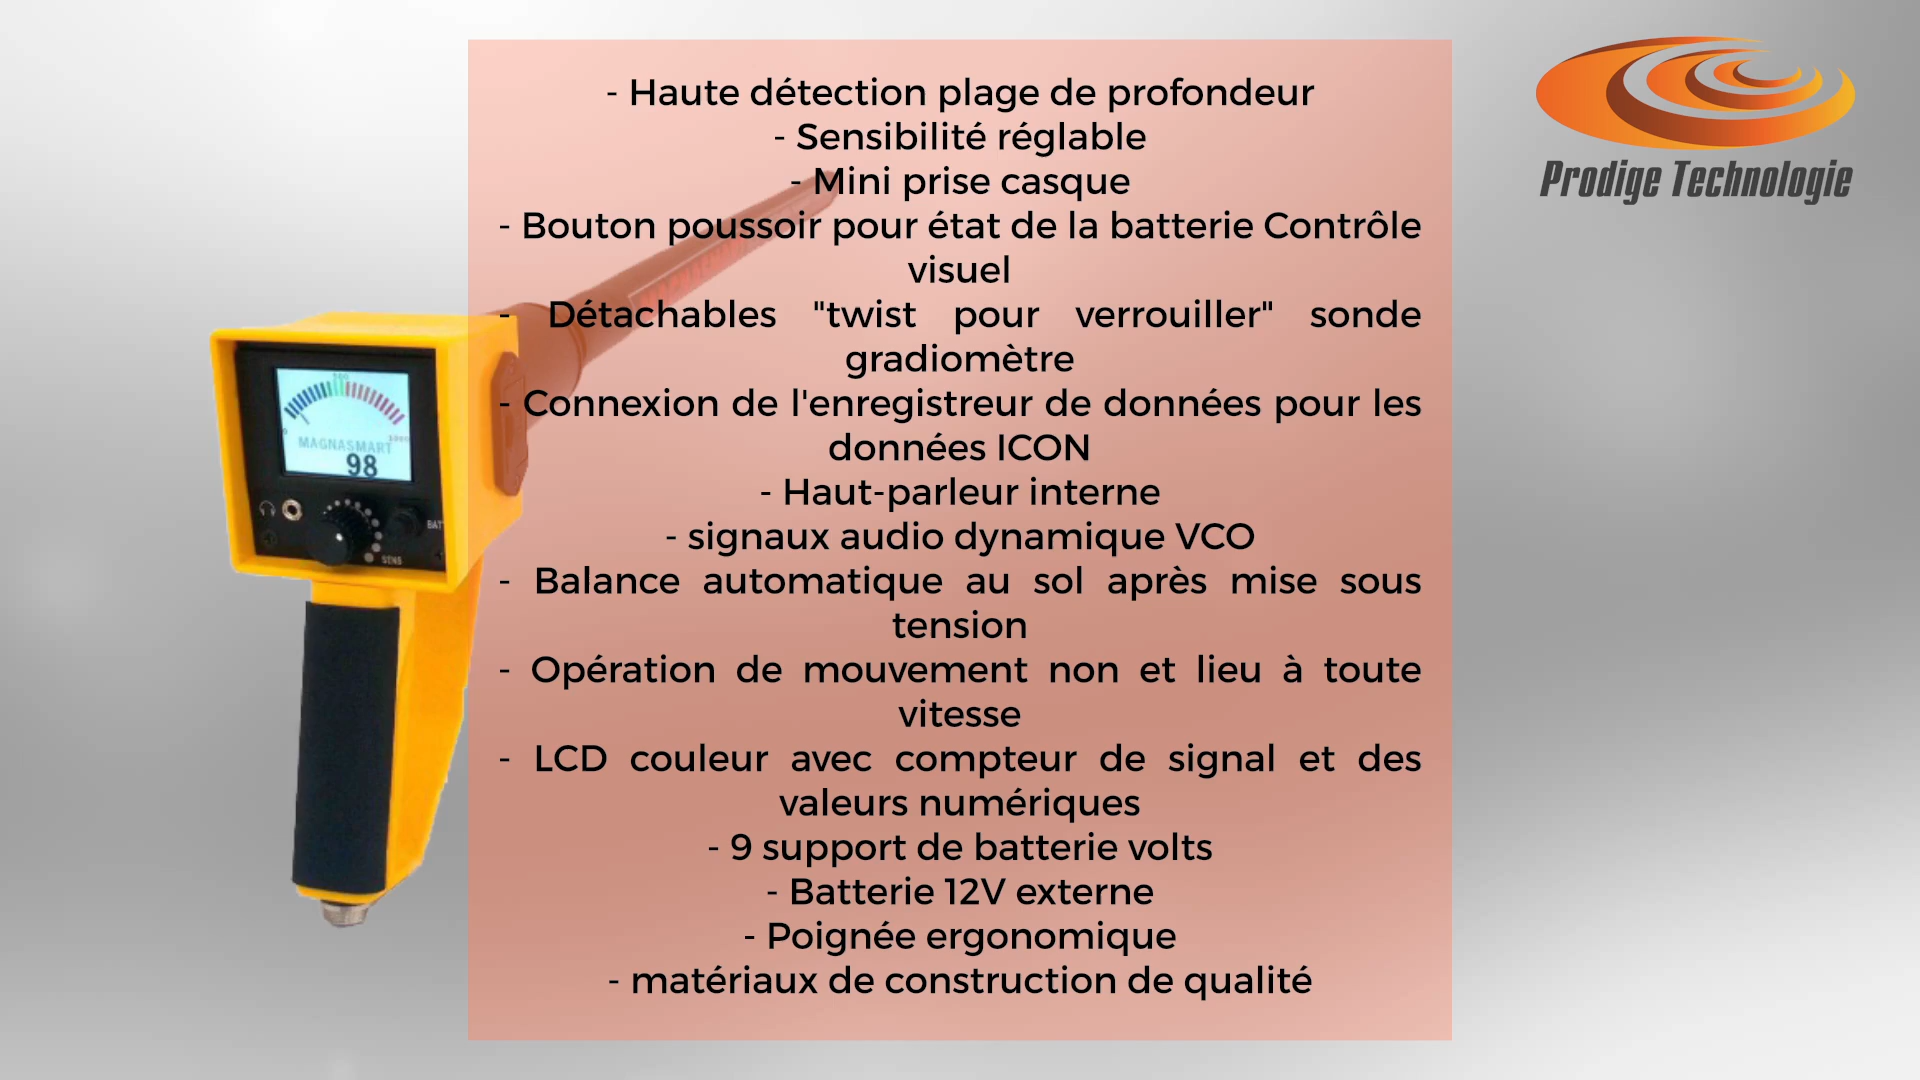 - Haute détection plage de profondeur
- Sensibilité réglable
- Mini prise casque
- Bouton poussoir pour état de la batterie Contrôle
visuel
- Détachables "twist pour verrouiller" sonde
gradiomètre
- Connexion de l'enregistreur de données pour les
données ICON
- Haut-parleur interne
- signaux audio dynamique VCO
- Balance automatique au sol après mise sous
tension
- Opération de mouvement non et lieu à toute
vitesse
- LCD couleur avec compteur de signal et des
valeurs numériques
- 9 support de batterie volts
- Batterie 12V externe
- Poignée ergonomique
- matériaux de construction de qualité
Prodige Technologie
500
0
1000
MAGNASMART
98
BAT
SENS